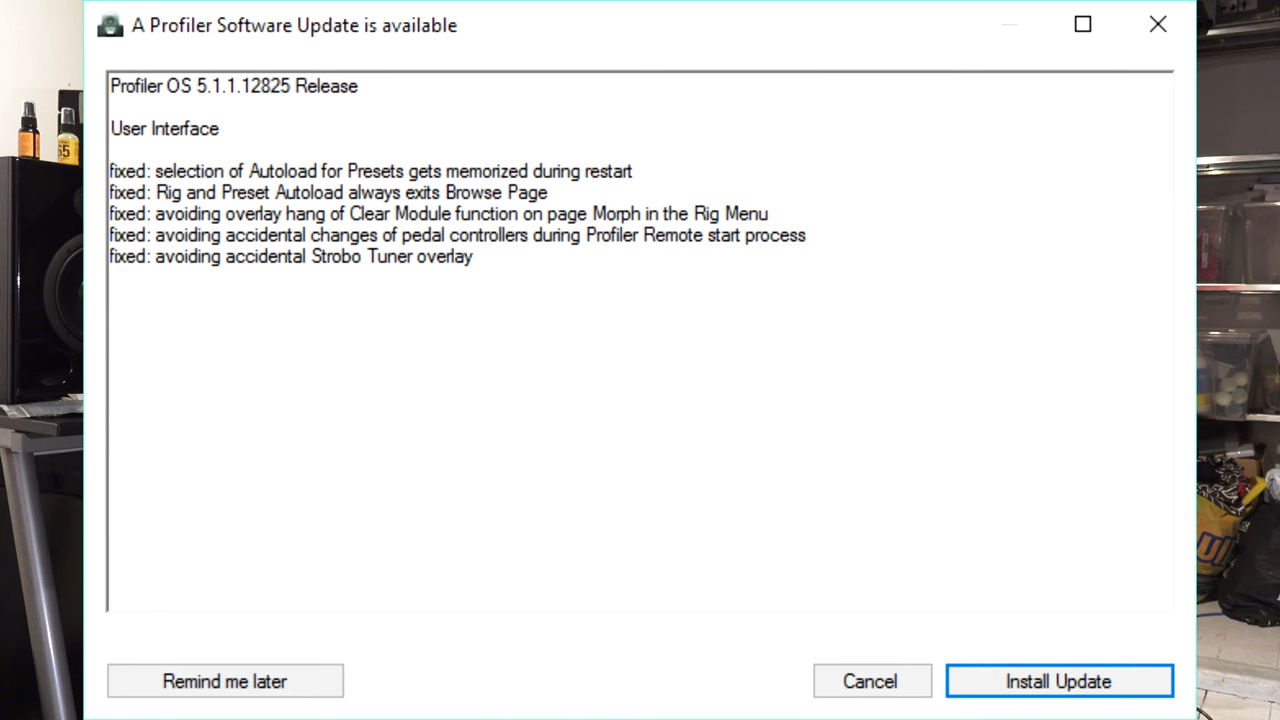 A Profiler Software Update is available
Profiler OS 5.1.1.12825 Release
User Interface
fixed: selection of Autoload for Presets gets memorized during restart
fixed: Rig and Preset Autoload always exits Browse Page
fixed: avoiding overlay hang of Clear Module function on page Morph in the Rig Menu
fixed: avoiding accidental changes of pedal controllers during Profiler Remote start process
fixed: avoiding accidental Strobo Tuner overlay
Remind me later
Cancel
Install Update
65